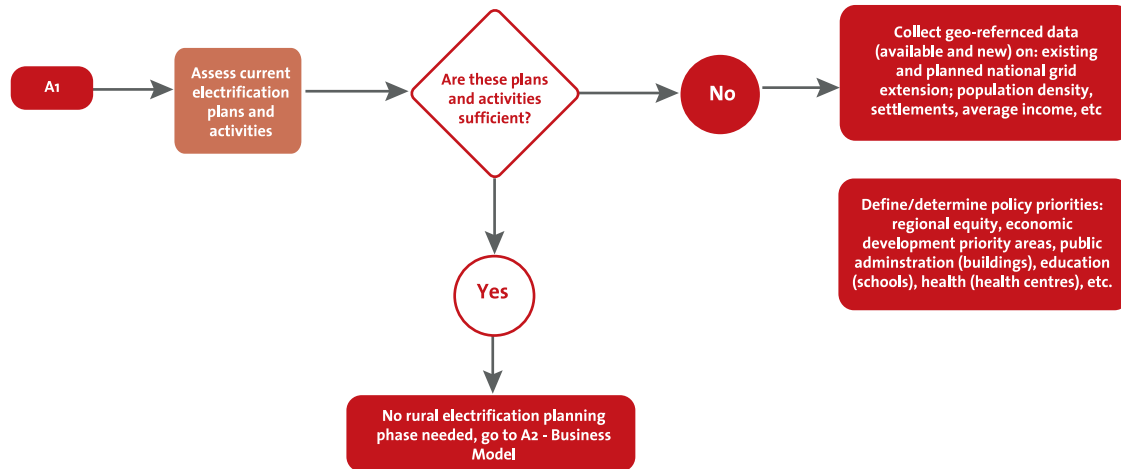 A1
Assess current
electrification
plans and
activities
Are these plans
and activities
sufficient?
No
Collect geo-refernced data
(available and new) on: existing
and planned national grid
extension; population density,
settlements, average income, etc
Define/determine policy priorities:
regional equity, economic
development priority areas, public
adminstration (buildings), education
(schools), health (health centres), etc.
Yes
No rural electrification planning
phase needed, go to A2 - Business
Model